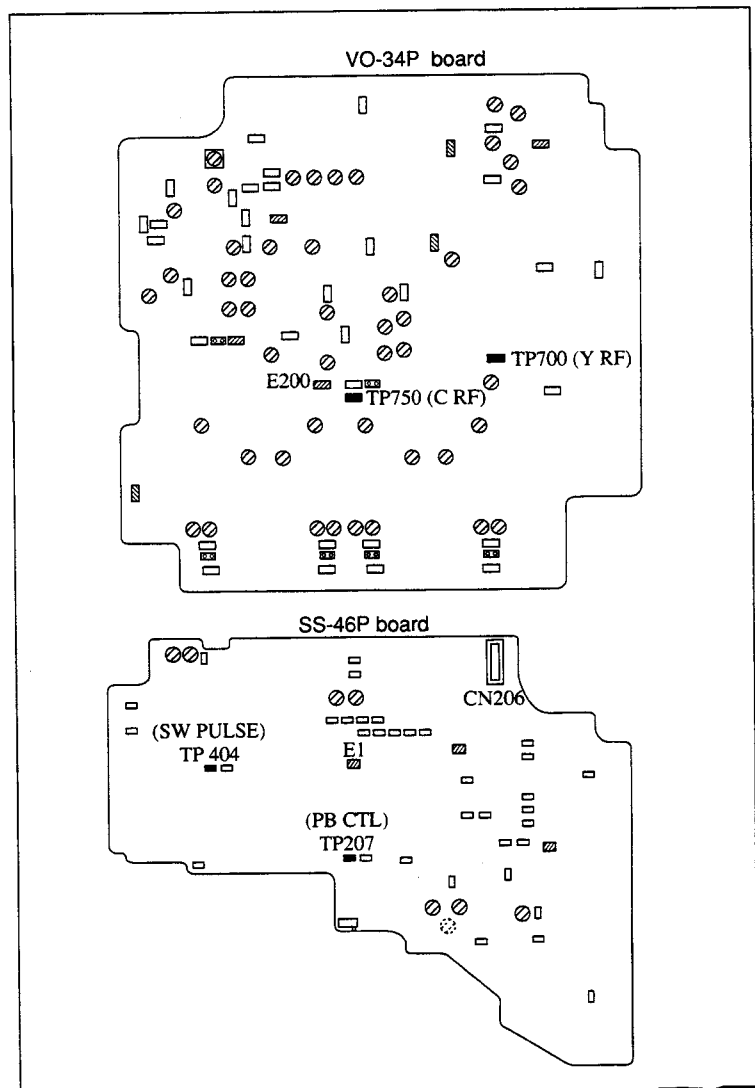 VO-34P board
TP700 (Y RF)
E200
TP750 (C RF)
SS-46P board
CN206
(SW PULSE)
TP 404
E1
(PB CTL)
TP207